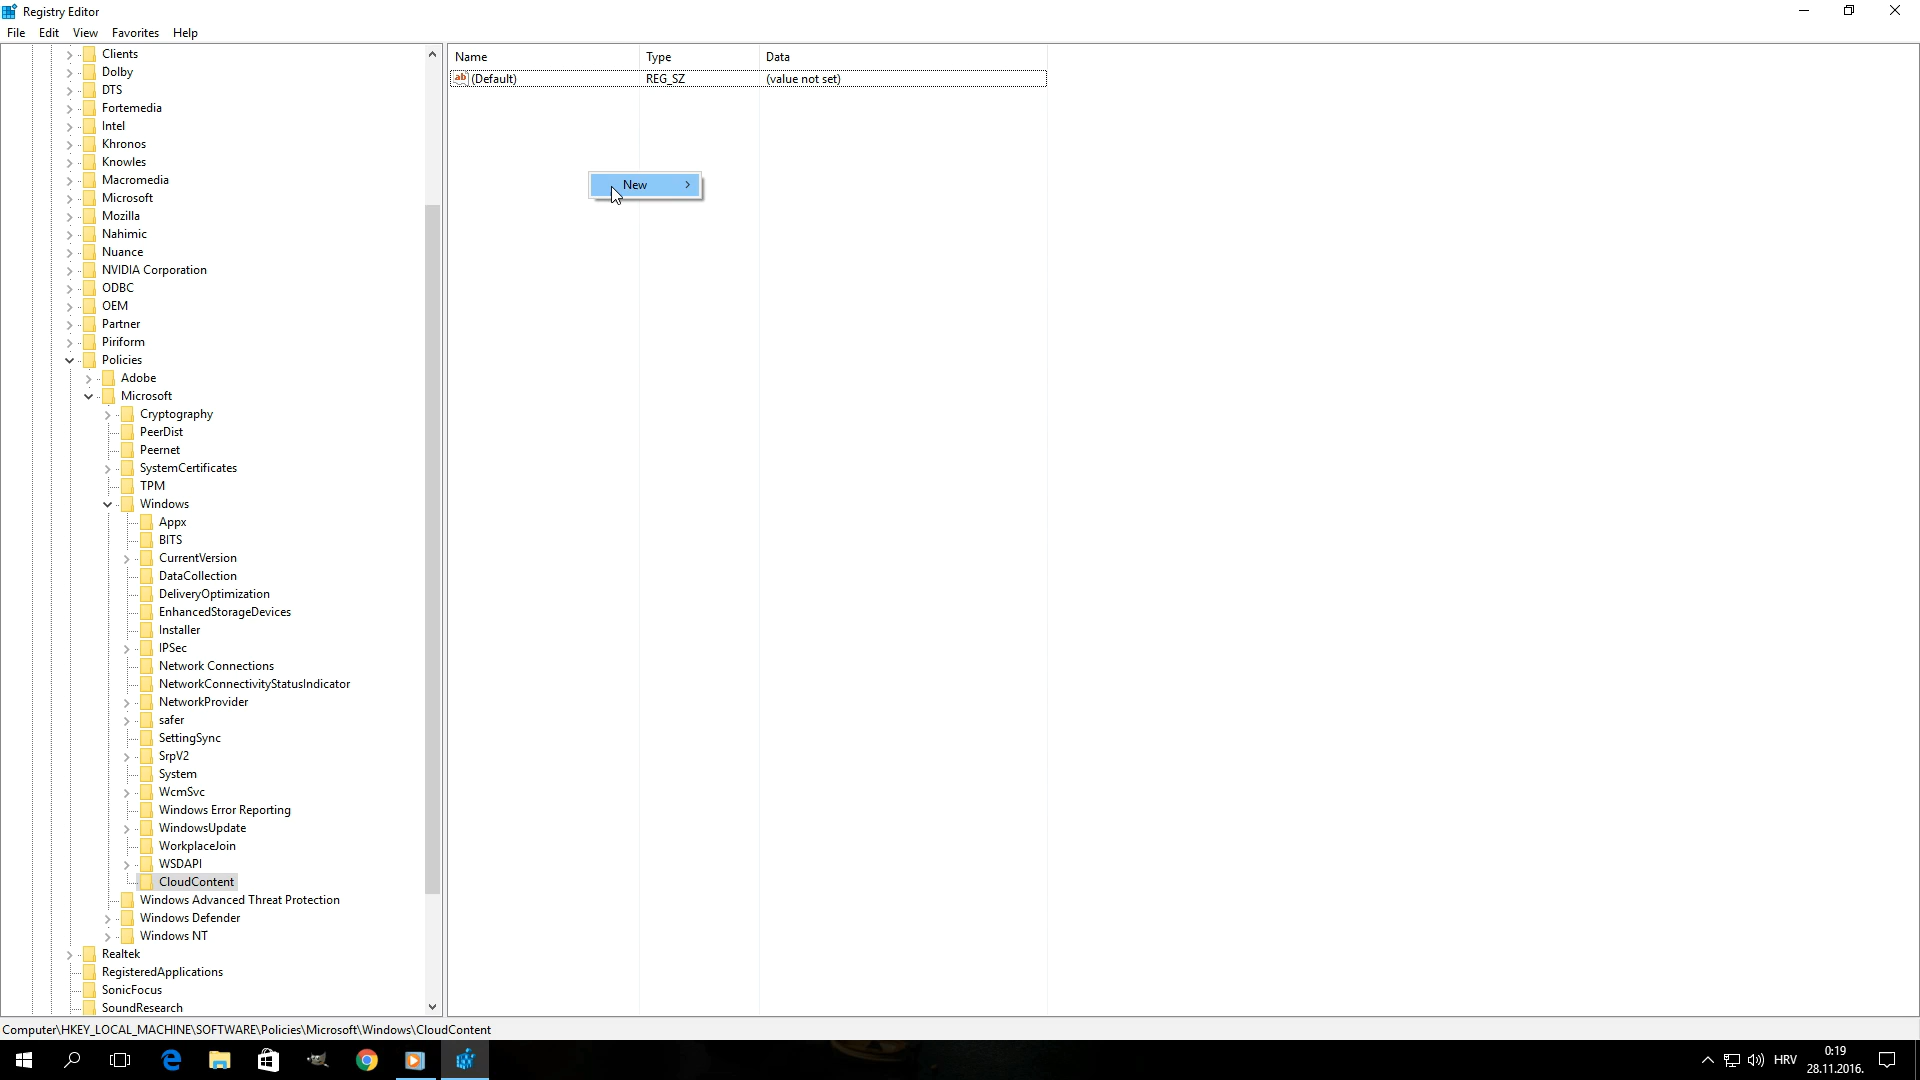 Registry Editor
File Edit View Favorites Help
Clients
Dolby
DTS
Fortemedia
Intel
Khronos
Knowles
Macromedia
Microsoft
Mozilla
Nahimic
Nuance
NVIDIA Corporation
ODBC
OEM
Partner
Piriform
Policies
Adobe
Microsoft
Cryptography
PeerDist
Peernet
SystemCertificates
TPM
Windows
Appx
BITS
CurrentVersion
DataCollection
DeliveryOptimization
EnhancedStorageDevices
Installer
IPSec
Network Connections
NetworkConnectivityStatusIndicator
NetworkProvider
safer
SettingSync
SrpV2
System
WcmSvc
Windows Error Reporting
WindowsUpdate
WorkplaceJoin
WSDAPI
CloudContent
Windows Advanced Threat Protection
Windows Defender
Windows NT
Realtek
RegisteredApplications
SonicFocus
SoundResearch
Name Type Data
ab (Default) REG_SZ (value not set)
New
Computer\HKEY_LOCAL_MACHINE\SOFTWARE\Policies\Microsoft\Windows\CloudContent
HRV
0:19
28.11.2016.